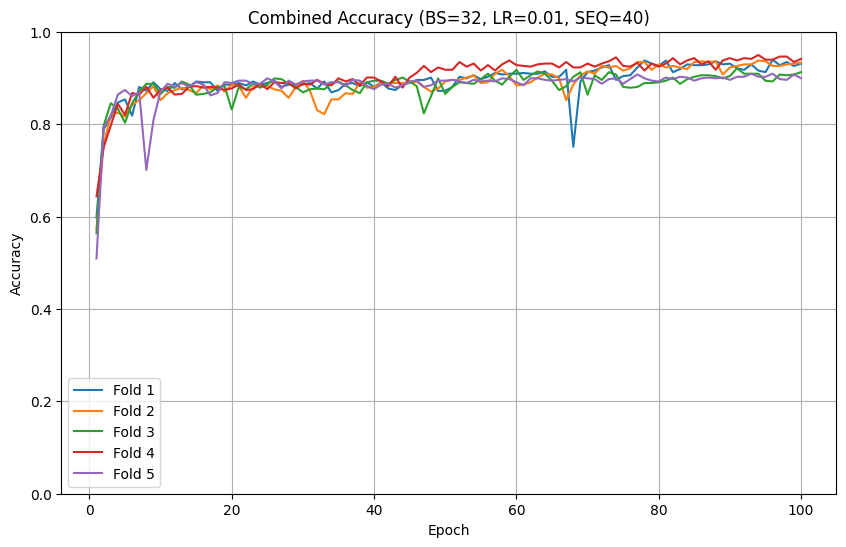 Combined Accuracy (BS=32, LR=0.01, SEQ=40)
1.0
0.8
0.6
0.4
0.2
0.0
Accuracy
Fold 1
Fold 2
Fold 3
Fold 4
Fold 5
0 20 40 60 80 100
Epoch